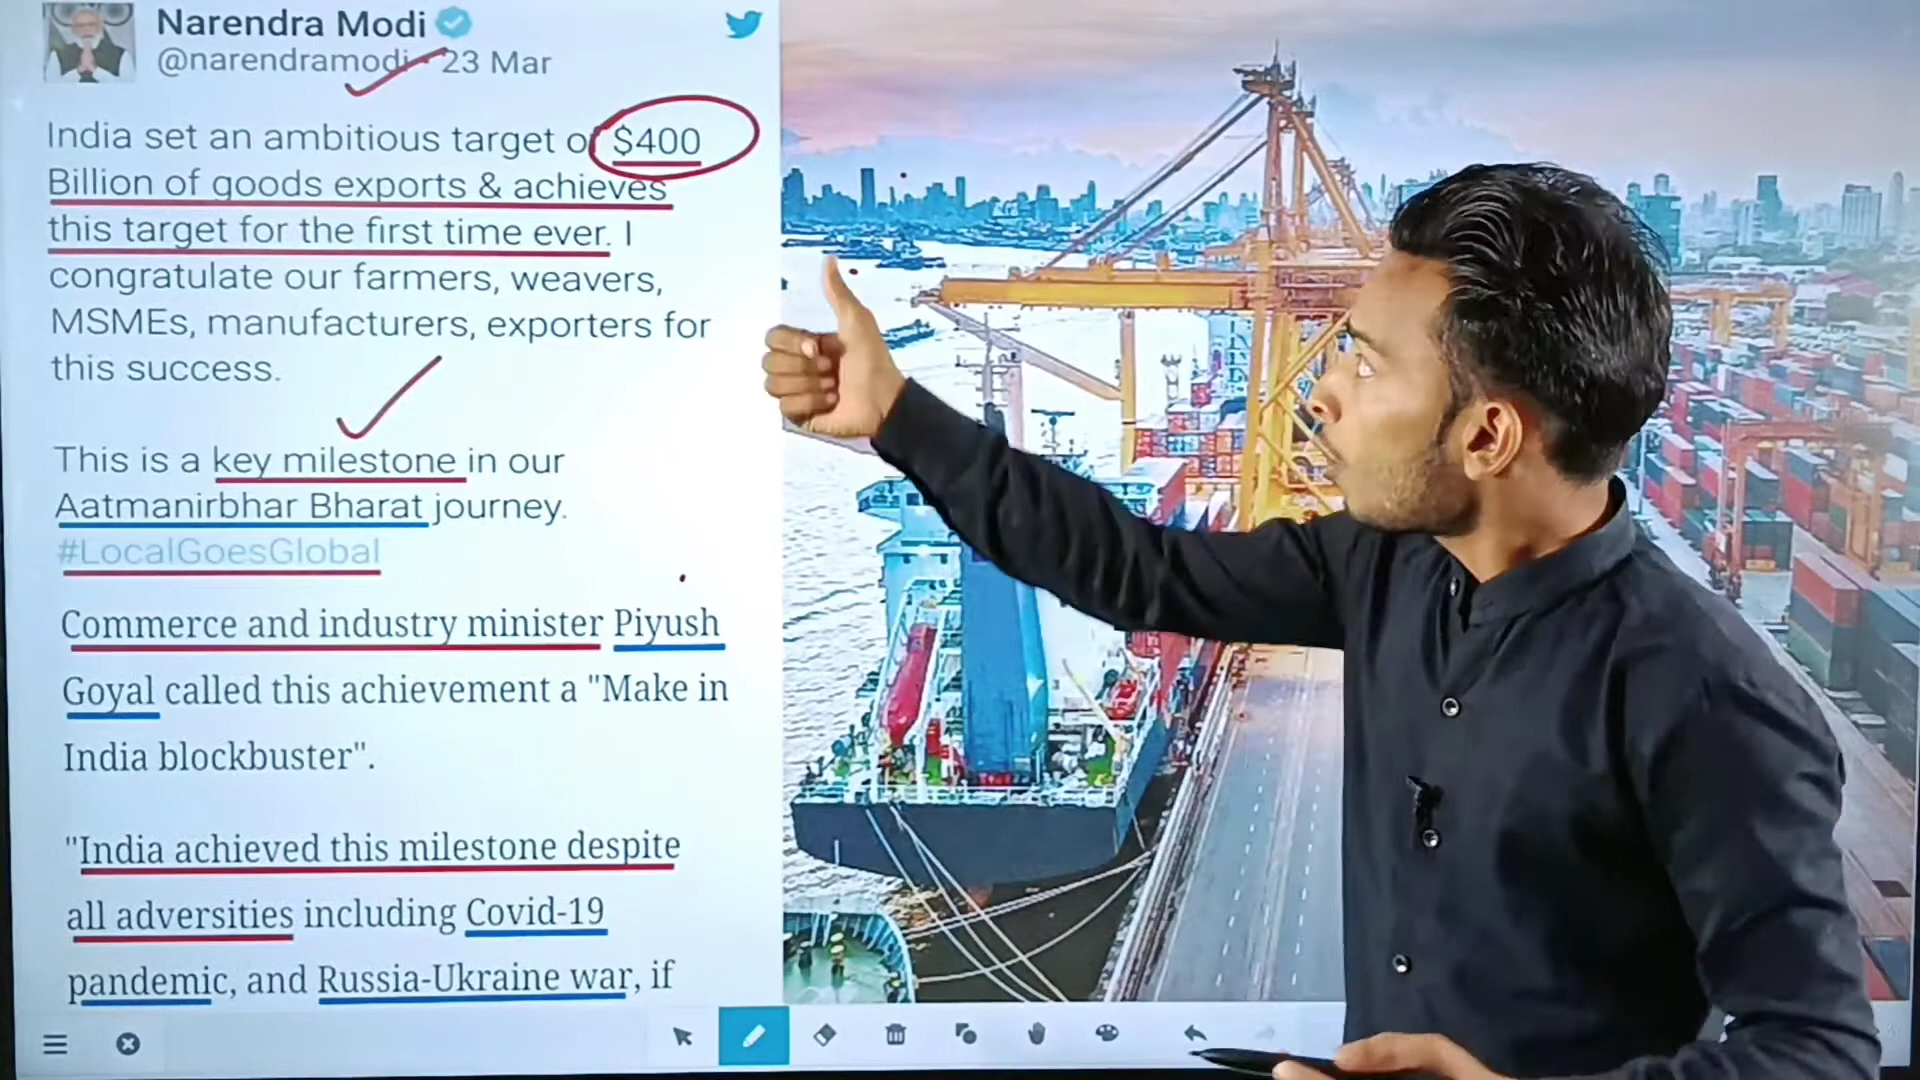 Narendra Modi
@narendramodi · 23 Mar
India set an ambitious target of $400
Billion of goods exports & achieves
this target for the first time ever. I
congratulate our farmers, weavers,
MSMEs, manufacturers, exporters for
this success.
This is a key milestone in our
Aatmanirbhar Bharat journey.
#LocalGoesGlobal
Commerce and industry minister Piyush
Goyal called this achievement a "Make in
India blockbuster".
"India achieved this milestone despite
all adversities including Covid-19
pandemic, and Russia-Ukraine war, if